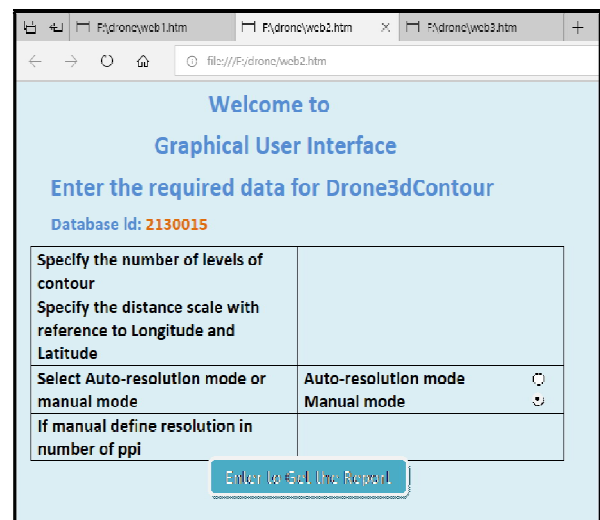 F:\drone\web1.htm
F:\drone\web2.htm
F:\drone\web3.htm
file:///F:/drone/web2.htm
Welcome to
Graphical User Interface
Enter the required data for Drone3dContour
Database Id: 2130015
Specify the number of levels of
contour
Specify the distance scale with
reference to Longitude and
Latitude
Select Auto-resolution mode or
manual mode
Auto-resolution mode
Manual mode
If manual define resolution in
number of ppi
Enter to Get the Report